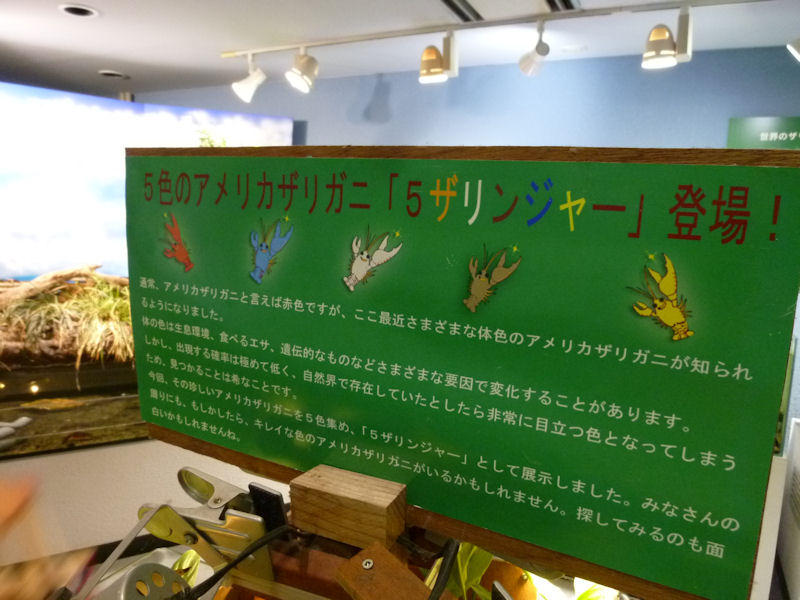 世界のザリ
5色のアメリカザリガニ「5ザリンジャー」登場！
通常、アメリカザリガニと言えば赤色ですが、ここ最近さまざまな体色のアメリカザリガニが知られ
るようになりました。
体の色は生息環境、食べるエサ、遺伝的なものなどさまざまな要因で変化することがあります。
しかし、出現する確率は極めて低く、自然界で存在していたとしたら非常に目立つ色となってしまう
ため、見つかることは希なことです。
今回、その珍しいアメリカザリガニを5色集め、「5ザリンジャー」として展示しました。みなさんの
周りにも、もしかしたら、キレイな色のアメリカザリガニがいるかもしれません。探してみるのも面
白いかもしれませんね。